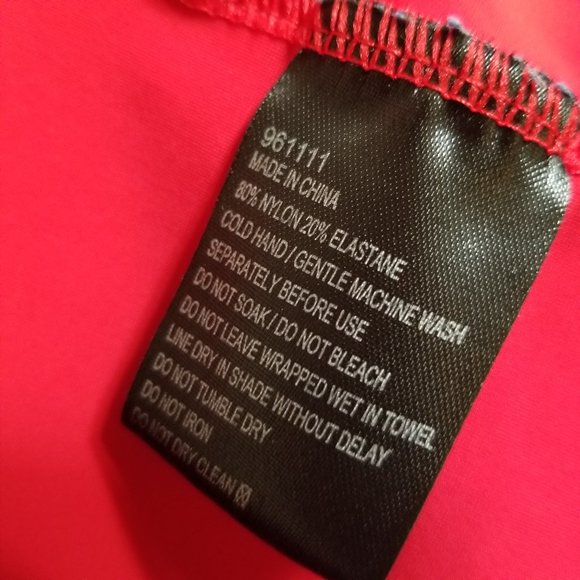 961111
MADE IN CHINA
80% NYLON 20% ELASTANE
COLD HAND / GENTLE MACHINE WASH
SEPARATELY BEFORE USE
DO NOT SOAK / DO NOT BLEACH
DO NOT LEAVE WRAPPED WET IN TOWEL
LINE DRY IN SHADE WITHOUT DELAY
DO NOT TUMBLE DRY
DO NOT IRON
DO NOT DRY CLEAN